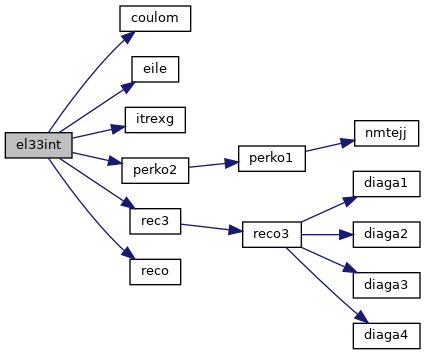 coulom
eile
itrexg
nmtejj
perko1
el33int
perko2
diaga1
rec3
reco3
diaga2
reco
diaga3
diaga4